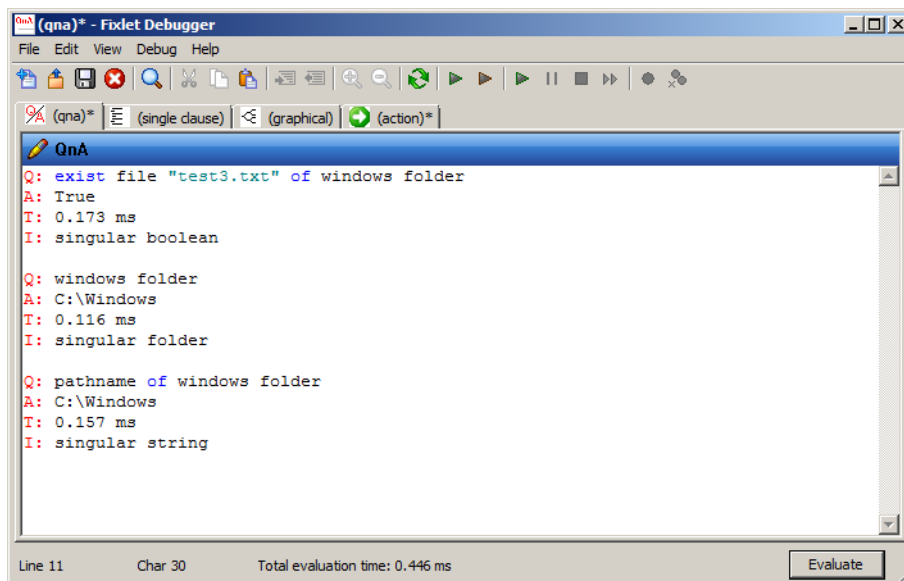 (qna)* - Fixlet Debugger
File Edit View Debug Help
(qna)* (single clause) (graphical) (action)*
QnA
Q: exist file "test3.txt" of windows folder
A: True
T: 0.173 ms
I: singular boolean
Q: windows folder
A: C:\Windows
T: 0.116 ms
I: singular folder
Q: pathname of windows folder
A: C:\Windows
T: 0.157 ms
I: singular string
Line 11 Char 30 Total evaluation time: 0.446 ms Evaluate